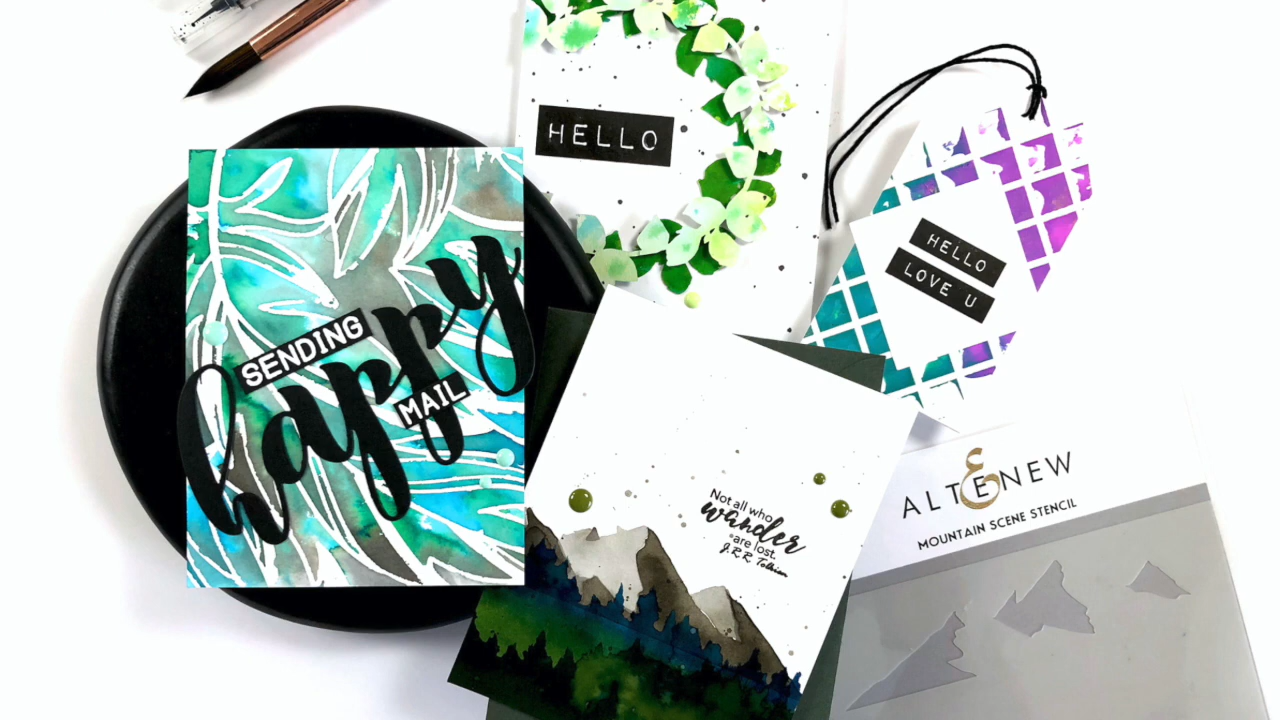 HELLO
HELLO
LOVE U
SENDING
happy
MAIL
Not all who
wander
are lost.
J.R.R. Tolkien
ALTENEW
MOUNTAIN SCENE STENCIL